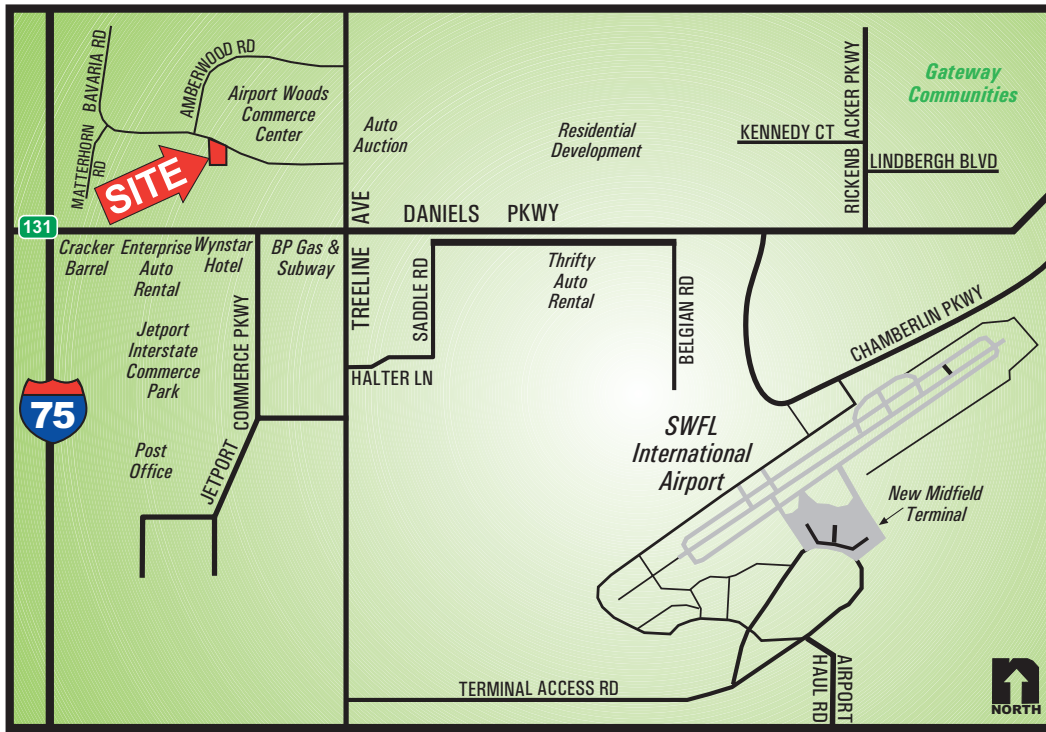 BAVARIA RD
AMBERWOOD RD
MATTERHORN
RD
SITE
Airport Woods
Commerce
Center
Auto
Auction
Residential
Development
KENNEDY CT
RICKENB ACKER PKWY
Gateway
Communities
LINDBERGH BLVD
131
TREELINE AVE
DANIELS PKWY
Cracker
Barrel
Enterprise
Auto
Rental
Wynstar
Hotel
BP Gas &
Subway
JETPORT COMMERCE PKWY
Jetport
Interstate
Commerce
Park
75
Post
Office
HALTER LN
SADDLE RD
Thrifty
Auto
Rental
BELGIAN RD
CHAMBERLIN PKWY
SWFL
International
Airport
New Midfield
Terminal
TERMINAL ACCESS RD
AIRPORT
HAUL RD
n
NORTH